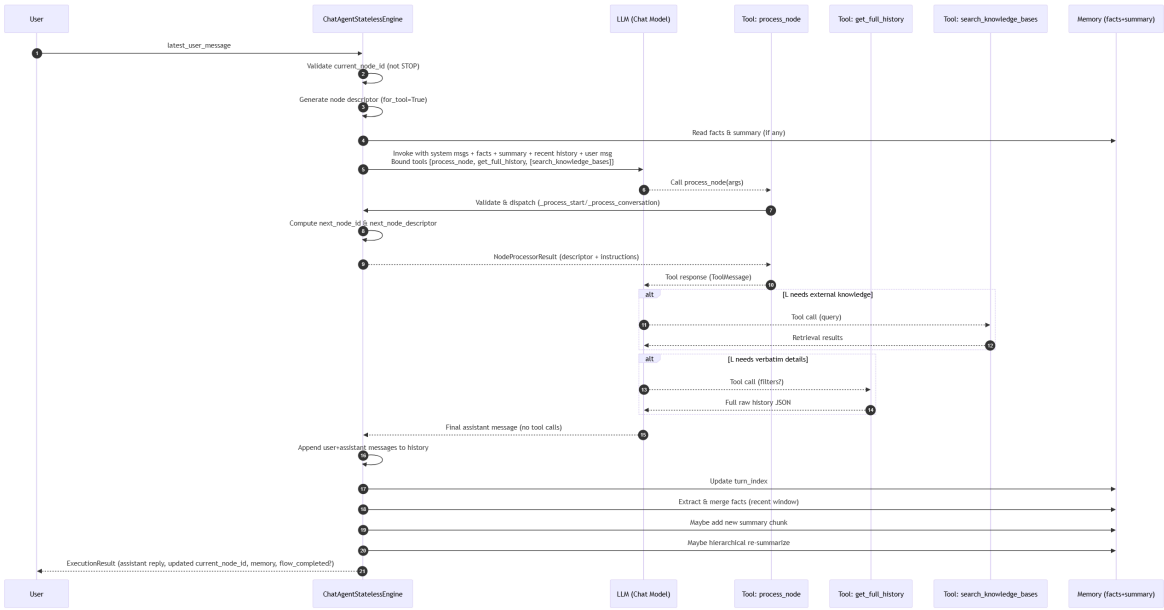 User
ChatAgentStatelessEngine
LLM (Chat Model)
Tool: process_node
Tool: get_full_history
Tool: search_knowledge_bases
Memory (facts+summary)
1
latest_user_message
2
Validate current_node_id (not STOP)
3
Generate node descriptor (for_tool=True)
4
Read facts & summary (if any)
Invoke with system msgs + facts + summary + recent history + user msg
Bound tools {process_node, get_full_history, [search_knowledge_bases]}
5
Call process_node(args)
6
Validate & dispatch (_process_start/_process_conversation)
7
Compute next_node_id & next_node_descriptor
8
NodeProcessorResult (descriptor + instructions)
9
Tool response (ToolMessage)
10
alt
[L needs external knowledge]
Tool call (query)
11
Retrieval results
12
alt
[L needs verbatim details]
Tool call (filters?)
13
Full raw history JSON
14
Final assistant message (no tool calls)
15
Append user+assistant messages to history
16
Update turn_index
17
Extract & merge facts (recent window)
18
Maybe add new summary chunk
19
Maybe hierarchical re-summarize
20
ExecutionResult (assistant reply, updated current_node_id, memory, flow_completed?)
21
User
ChatAgentStatelessEngine
LLM (Chat Model)
Tool: process_node
Tool: get_full_history
Tool: search_knowledge_bases
Memory (facts+summary)